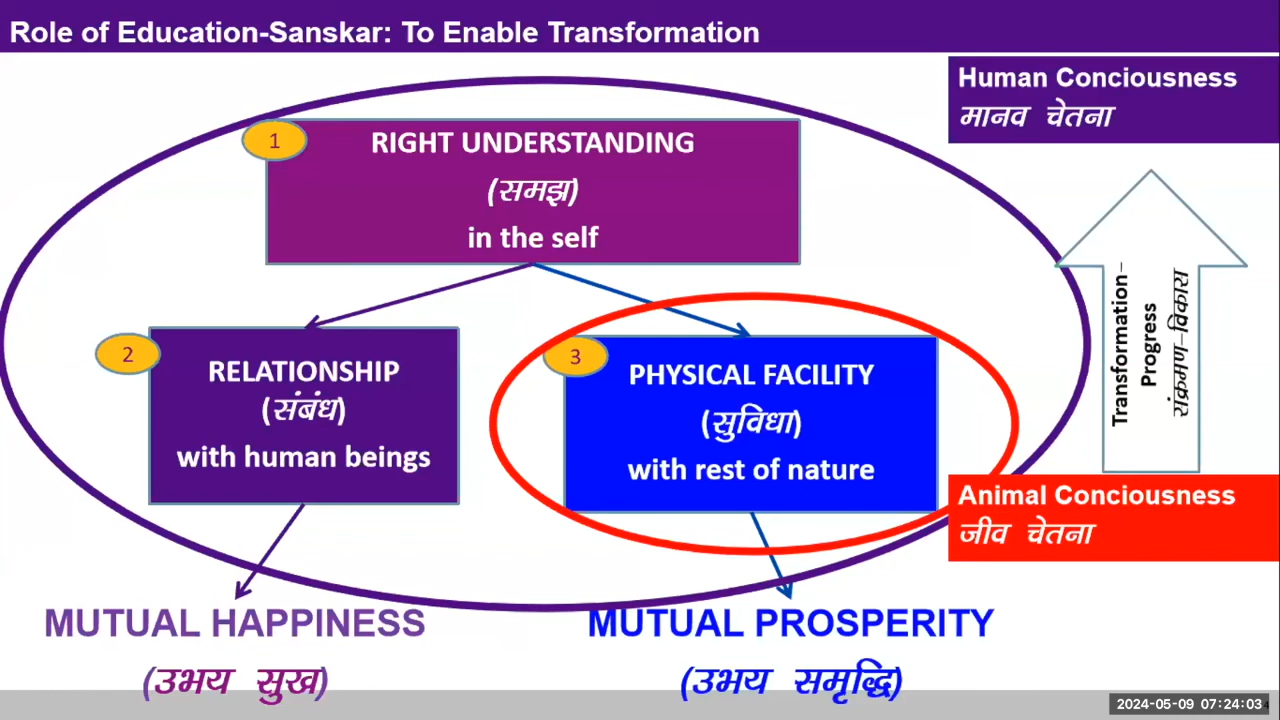 Role of Education-Sanskar: To Enable Transformation
Human Conciousness
मानव चेतना
1
RIGHT UNDERSTANDING
(समझ)
in the self
2
RELATIONSHIP
(संबंध)
with human beings
3
PHYSICAL FACILITY
(सुविधा)
with rest of nature
Transformation–
Progress
संक्रमण–विकास
Animal Conciousness
जीव चेतना
MUTUAL HAPPINESS
(उभय सुख)
MUTUAL PROSPERITY
(उभय समृद्धि)
2024-05-09 07:24:03